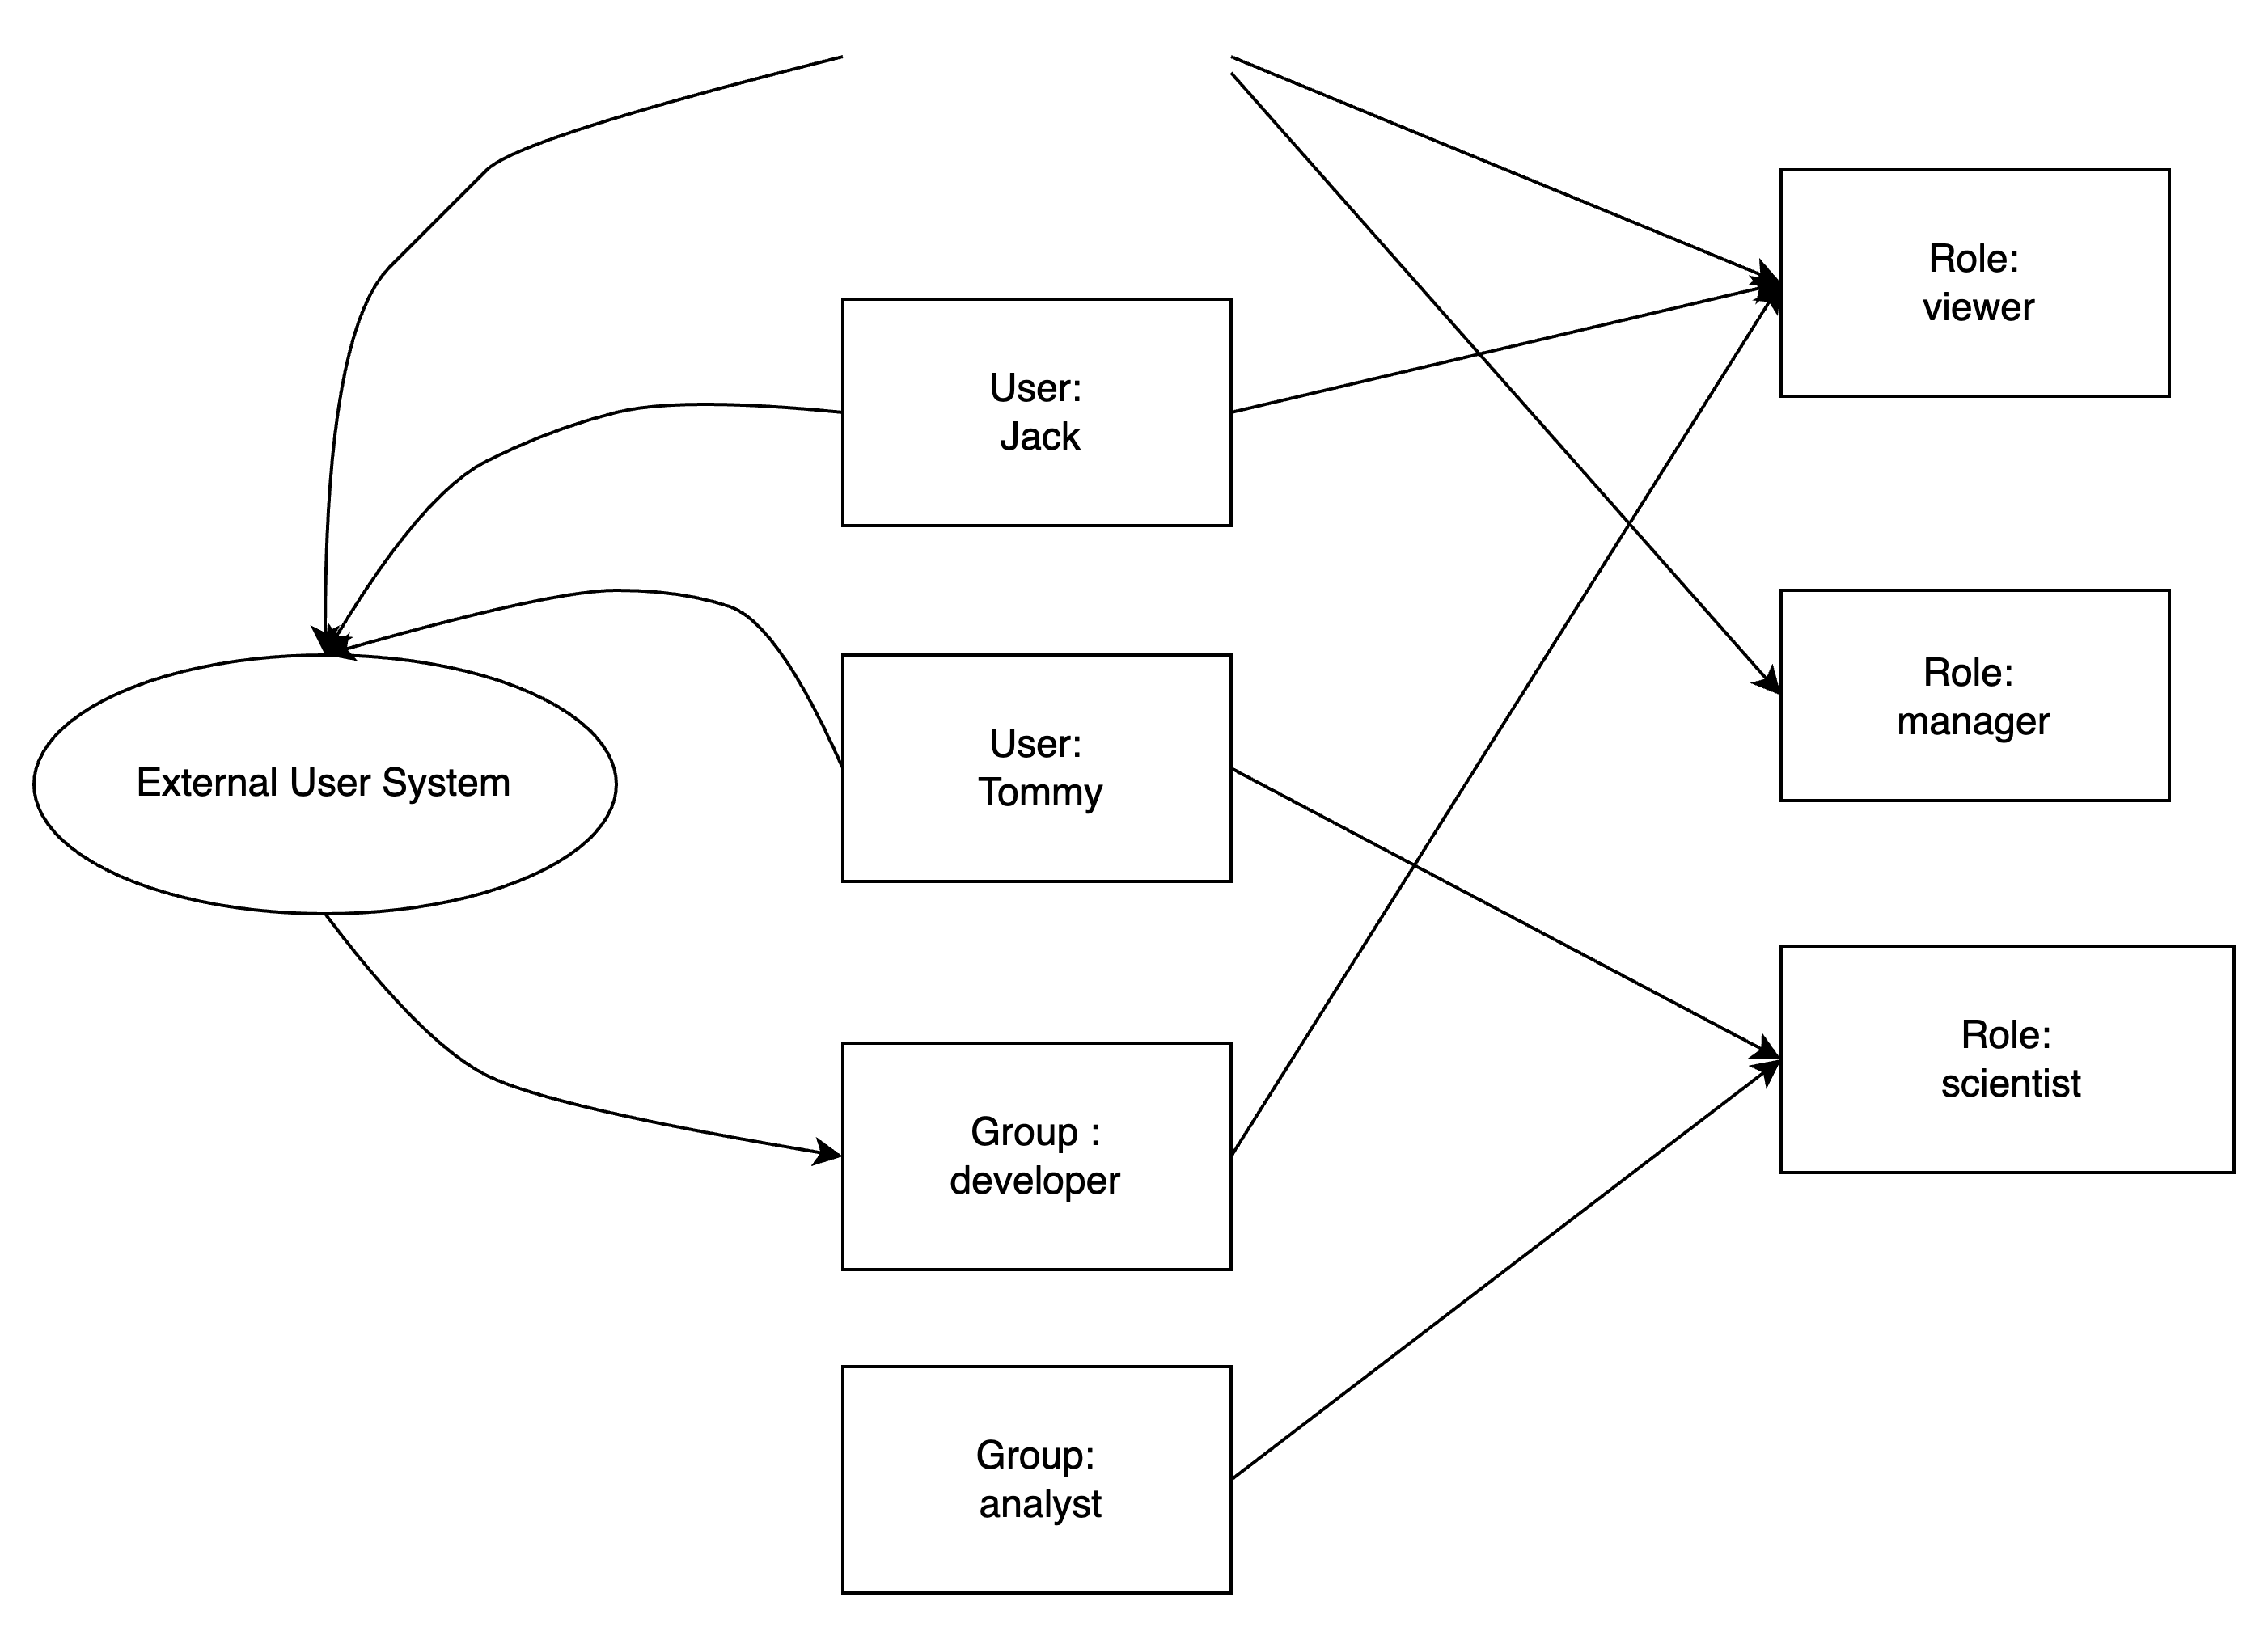 Role:
viewer
User:
Jack
Role:
manager
User:
Tommy
External User System
Role:
scientist
Group :
developer
Group:
analyst